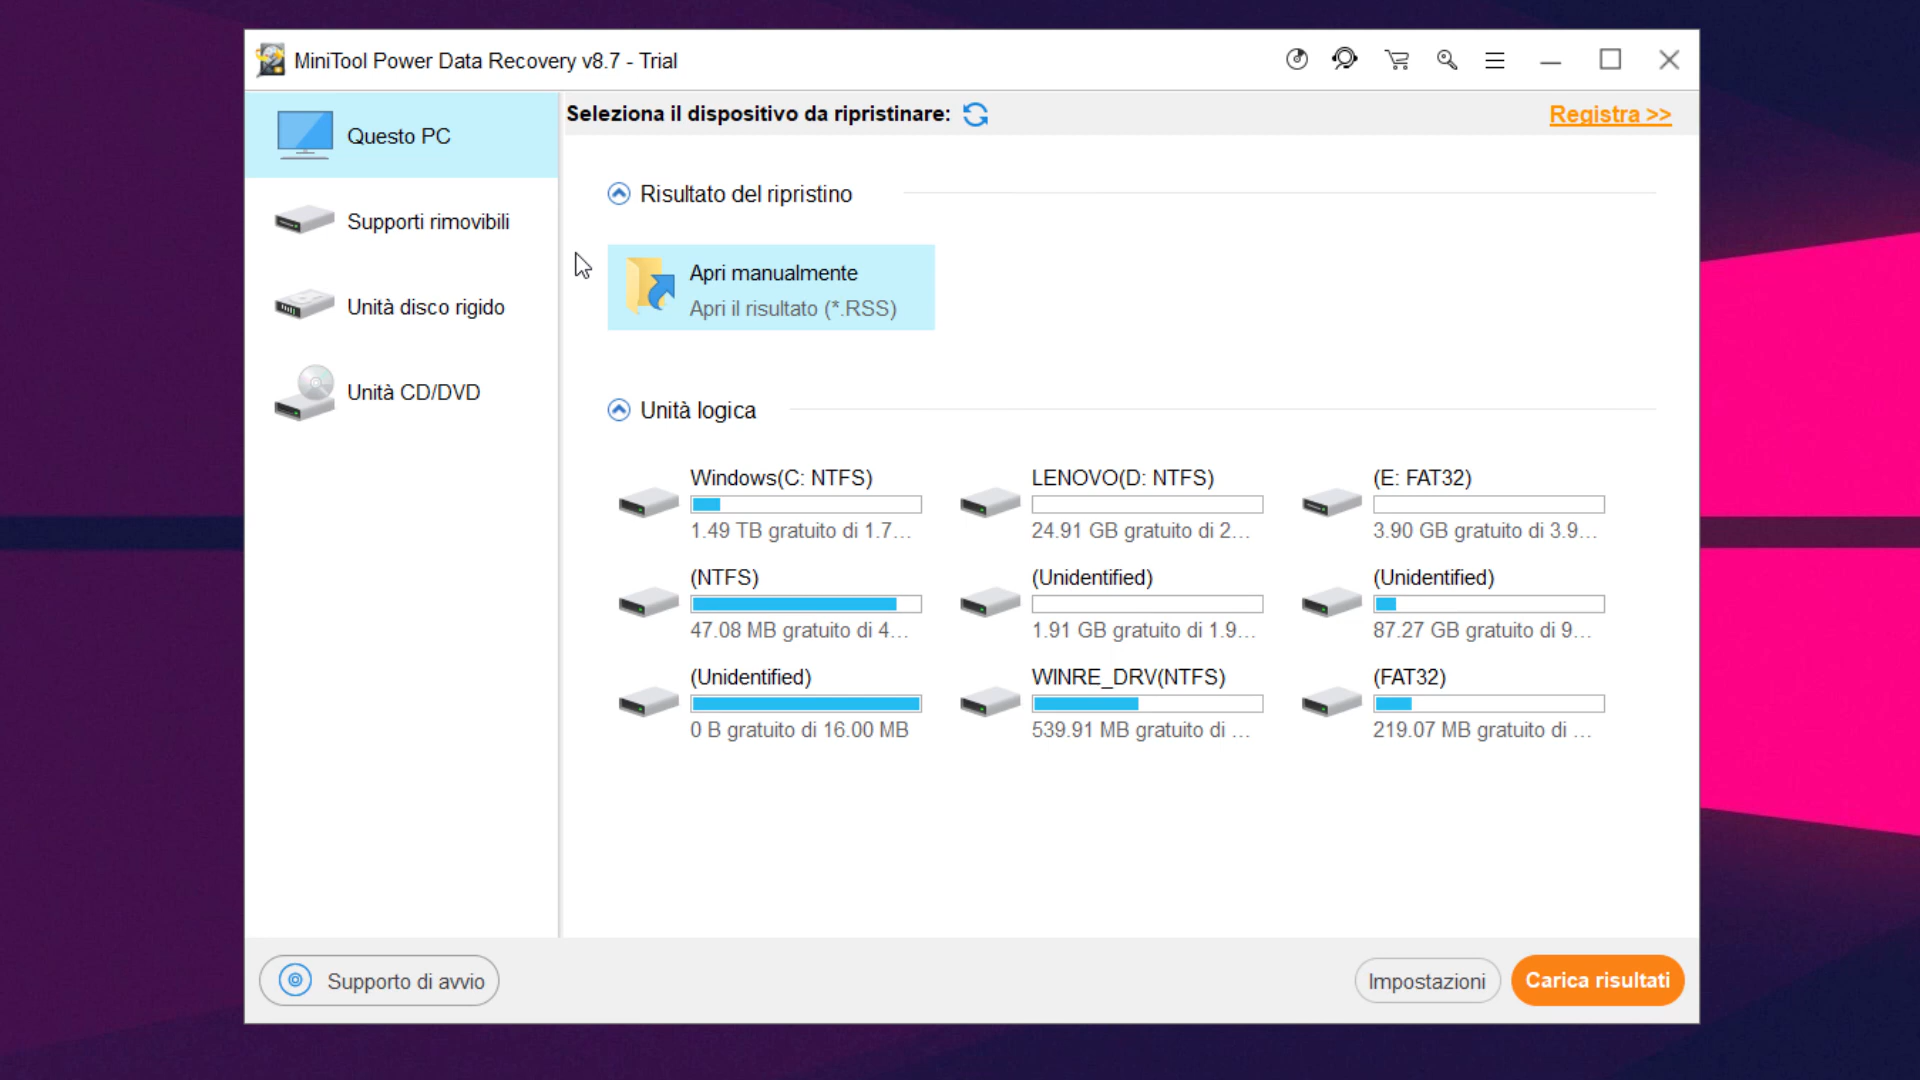 MiniTool Power Data Recovery v8.7 - Trial
Questo PC
Supporti rimovibili
Unità disco rigido
Unità CD/DVD
Seleziona il dispositivo da ripristinare:
Registra >>
Risultato del ripristino
Apri manualmente
Apri il risultato (*.RSS)
Unità logica
Windows(C: NTFS)
1.49 TB gratuito di 1.7...
LENOVO(D: NTFS)
24.91 GB gratuito di 2...
(E: FAT32)
3.90 GB gratuito di 3.9...
(NTFS)
47.08 MB gratuito di 4...
(Unidentified)
1.91 GB gratuito di 1.9...
(Unidentified)
87.27 GB gratuito di 9...
(Unidentified)
0 B gratuito di 16.00 MB
WINRE_DRV(NTFS)
539.91 MB gratuito di ...
(FAT32)
219.07 MB gratuito di ...
Supporto di avvio
Impostazioni
Carica risultati